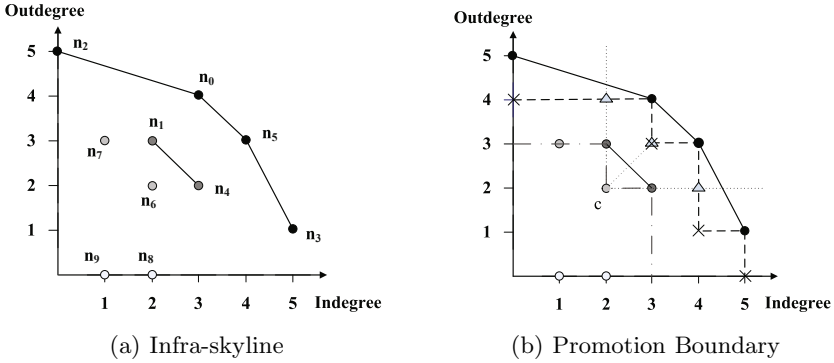 Outdegree
5
4
3
2
1
n2
n0
n1
n5
n7
n6
n4
n3
n9
n8
1 2 3 4 5 Indegree
(a) Infra-skyline
Outdegree
5
4
3
2
1
c
1 2 3 4 5 Indegree
(b) Promotion Boundary